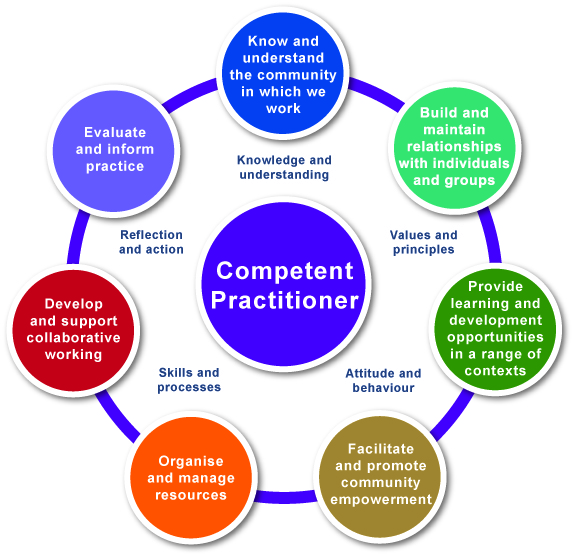 Know and
understand
the community
in which we
work
Build and
maintain
relationships
with individuals
and groups
Evaluate
and inform
practice
Knowledge and
understanding
Reflection
and action
Values and
principles
Competent
Practitioner
Provide
learning and
development
opportunities
in a range of
contexts
Develop
and support
collaborative
working
Skills and
processes
Attitude and
behaviour
Facilitate
and promote
community
empowerment
Organise
and manage
resources